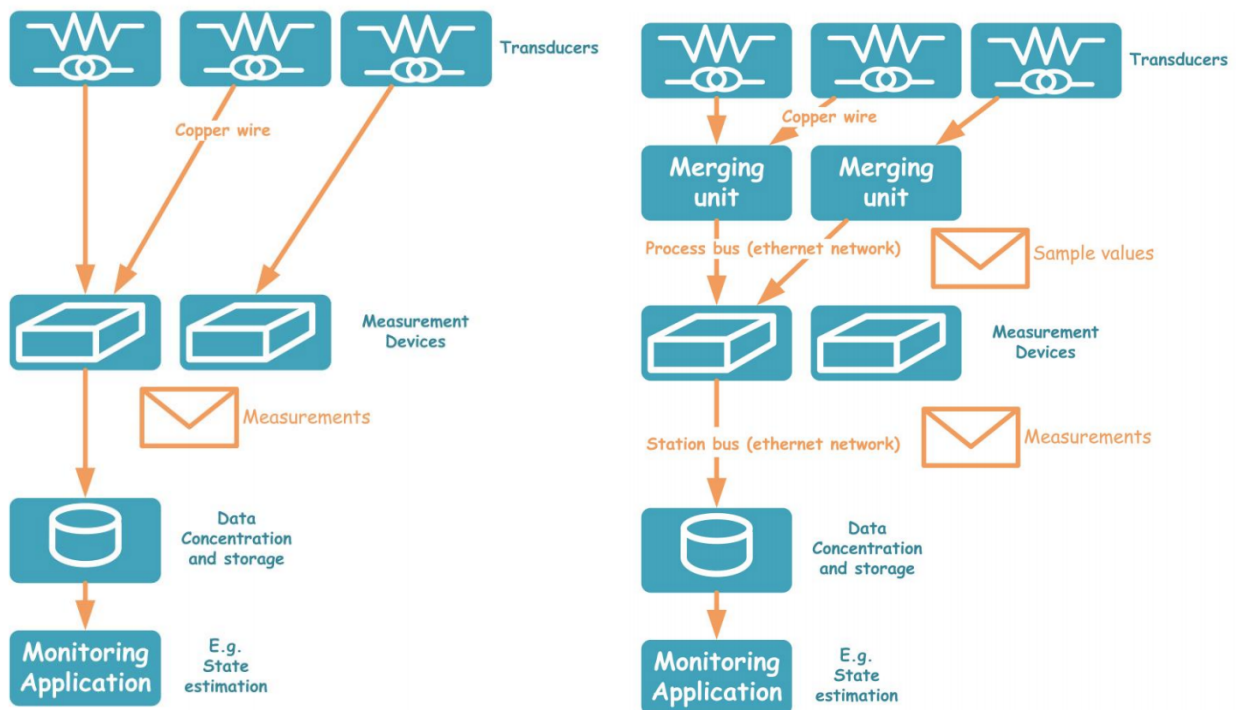 Transducers
Copper wire
Measurement
Devices
Measurements
Data
Concentration
and storage
Monitoring
Application
E.g.
State
estimation
Transducers
Copper wire
Merging
unit
Merging
unit
Process bus (ethernet network)
Sample values
Measurement
Devices
Station bus (ethernet network)
Measurements
Data
Concentration
and storage
Monitoring
Application
E.g.
State
estimation